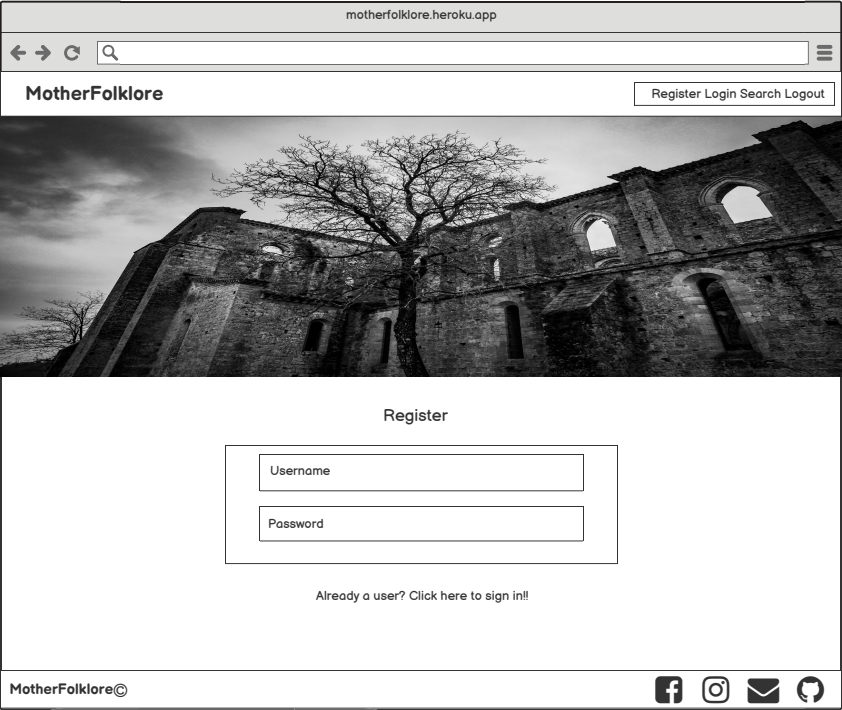 motherfolklore.heroku.app
MotherFolklore
Register Login Search Logout
Register
Username
Password
Already a user? Click here to sign in!!
MotherFolklore©